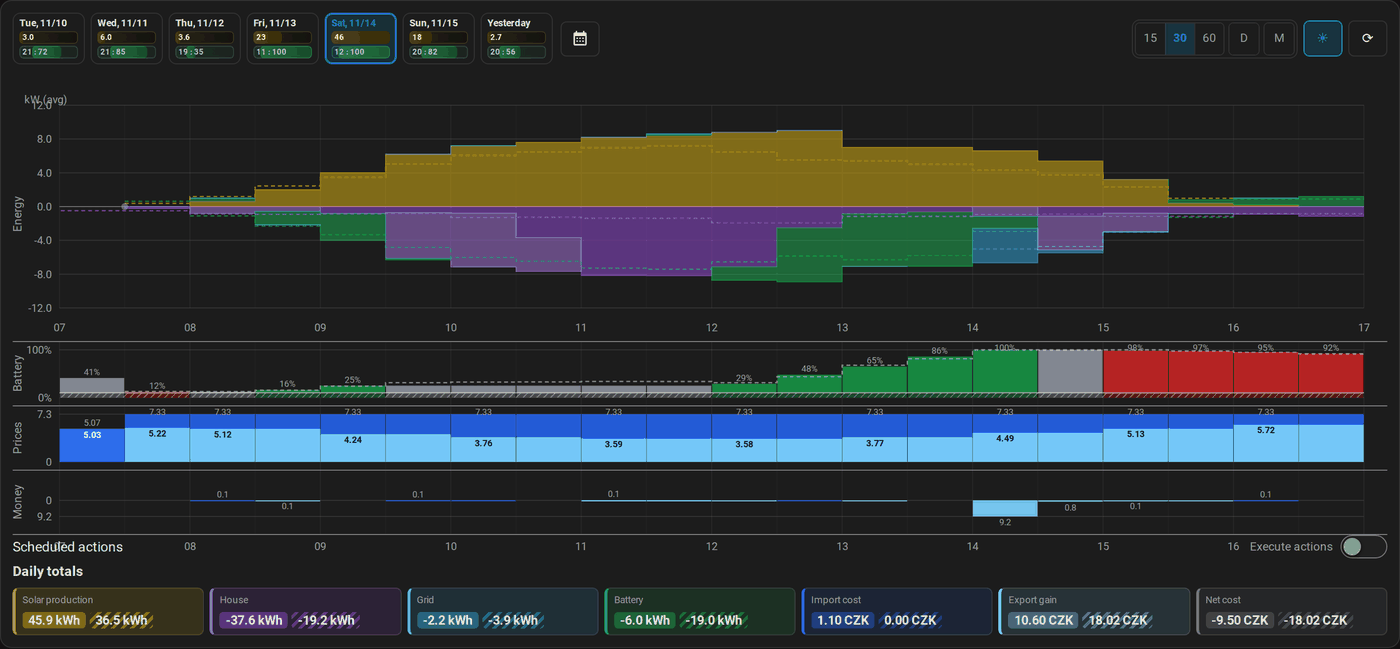 Tue, 11/10 Wed, 11/11 Thu, 11/12 Fri, 11/13 Sat, 11/14 Sun, 11/15 Yesterday
3.0 6.0 3.6 23 46 18 2.7
21:72 21:85 19:35 11:100 12:100 20:82 20:56
15 30 60 D M
kW (avg)
12.0
8.0
4.0
0.0
-4.0
-8.0
-12.0
Energy
07 08 09 10 11 12 13 14 15 16 17
Battery
100%
0%
41% 12% 16% 25% 29% 48% 65% 86% 100% 98% 97% 95% 92%
Prices
7.3
0
5.07 7.33 7.33 7.33 7.33 7.33 7.33 7.33 7.33 7.33 7.33
5.03 5.22 5.12 4.24 3.76 3.59 3.58 3.77 4.49 5.13 5.72
Money
0
9.2
0.1 0.1 0.1 0.1 9.2 0.8 0.1 0.1
Scheduled actions 08 09 10 11 12 13 14 15 16 Execute actions
Daily totals
Solar production House Grid Battery Import cost Export gain Net cost
45.9 kWh 36.5 kWh -37.6 kWh -19.2 kWh -2.2 kWh -3.9 kWh -6.0 kWh -19.0 kWh 1.10 CZK 0.00 CZK 10.60 CZK 18.02 CZK -9.50 CZK -18.02 CZK